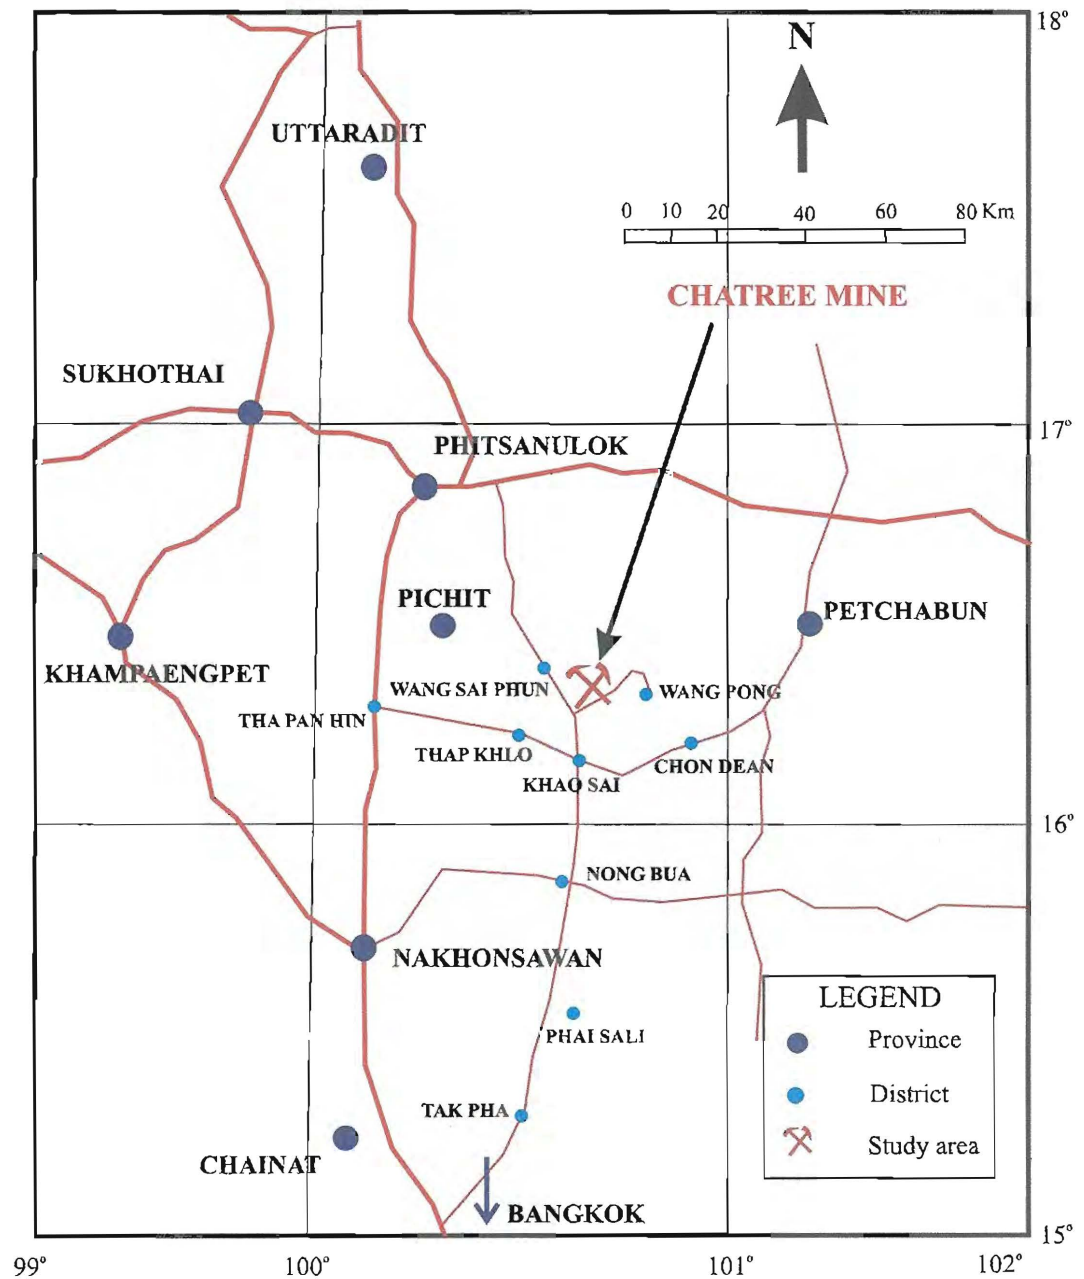 18°
N
UTTARADIT
0 10 20 40 60 80 Km
CHATREE MINE
SUKHOTHAI
17°
PHITSANULOK
PICHIT
PETCHABUN
KHAMPAENGPET
WANG SAI PHUN
WANG PONG
THA PAN HIN
THAP KHLO
CHON DEAN
KHAO SAI
16°
NONG BUA
NAKHONSAWAN
LEGEND
PHAI SALI
Province
District
TAK PHA
Study area
CHAINAT
BANGKOK
15°
99° 100° 101° 102°